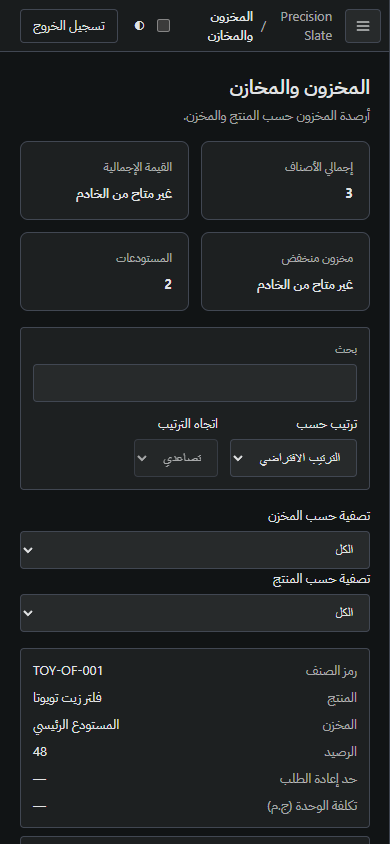 Precision Slate / المخزون والمخازن
تسجيل الخروج
المخزون والمخازن
أرصدة المخزون حسب المنتج والمخزن.
إجمالي الأصناف
3
القيمة الإجمالية
غير متاح من الخادم
مخزون منخفض
غير متاح من الخادم
المستودعات
2
بحث
ترتيب حسب
الترتيب الافتراضي
اتجاه الترتيب
تصاعدي
تصفية حسب المخزن
الكل
تصفية حسب المنتج
الكل
رمز الصنف TOY-OF-001
المنتج فلتر زيت تويوتا
المخزن المستودع الرئيسي
الرصيد 48
حد إعادة الطلب —
تكلفة الوحدة (ج.م) —